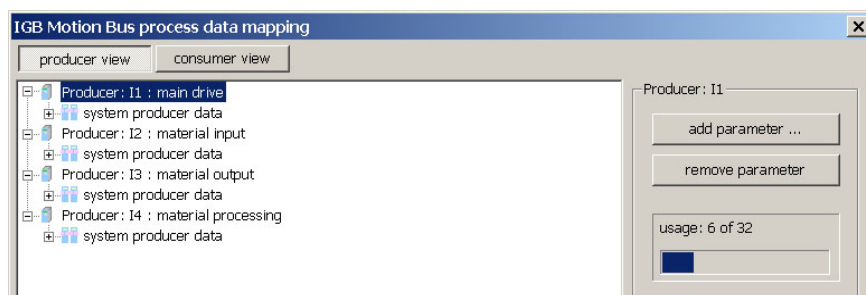 IGB Motion Bus process data mapping
producer view consumer view
Producer: I1 : main drive
system producer data
Producer: I2 : material input
system producer data
Producer: I3 : material output
system producer data
Producer: I4 : material processing
system producer data
Producer: I1
add parameter ...
remove parameter
usage: 6 of 32